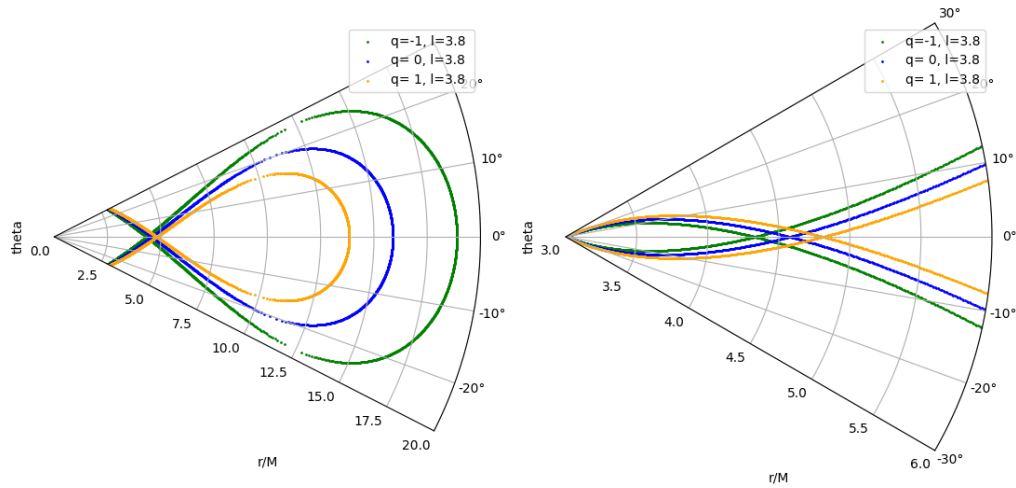 q=-1, l=3.8
q= 0, l=3.8
q= 1, l=3.8
20°
10°
0°
-10°
-20°
theta
0.0
2.5
5.0
7.5
10.0
12.5
15.0
17.5
20.0
r/M
30°
q=-1, l=3.8
q= 0, l=3.8
q= 1, l=3.8
20°
10°
0°
-10°
-20°
-30°
theta
3.0
3.5
4.0
4.5
5.0
5.5
6.0
r/M